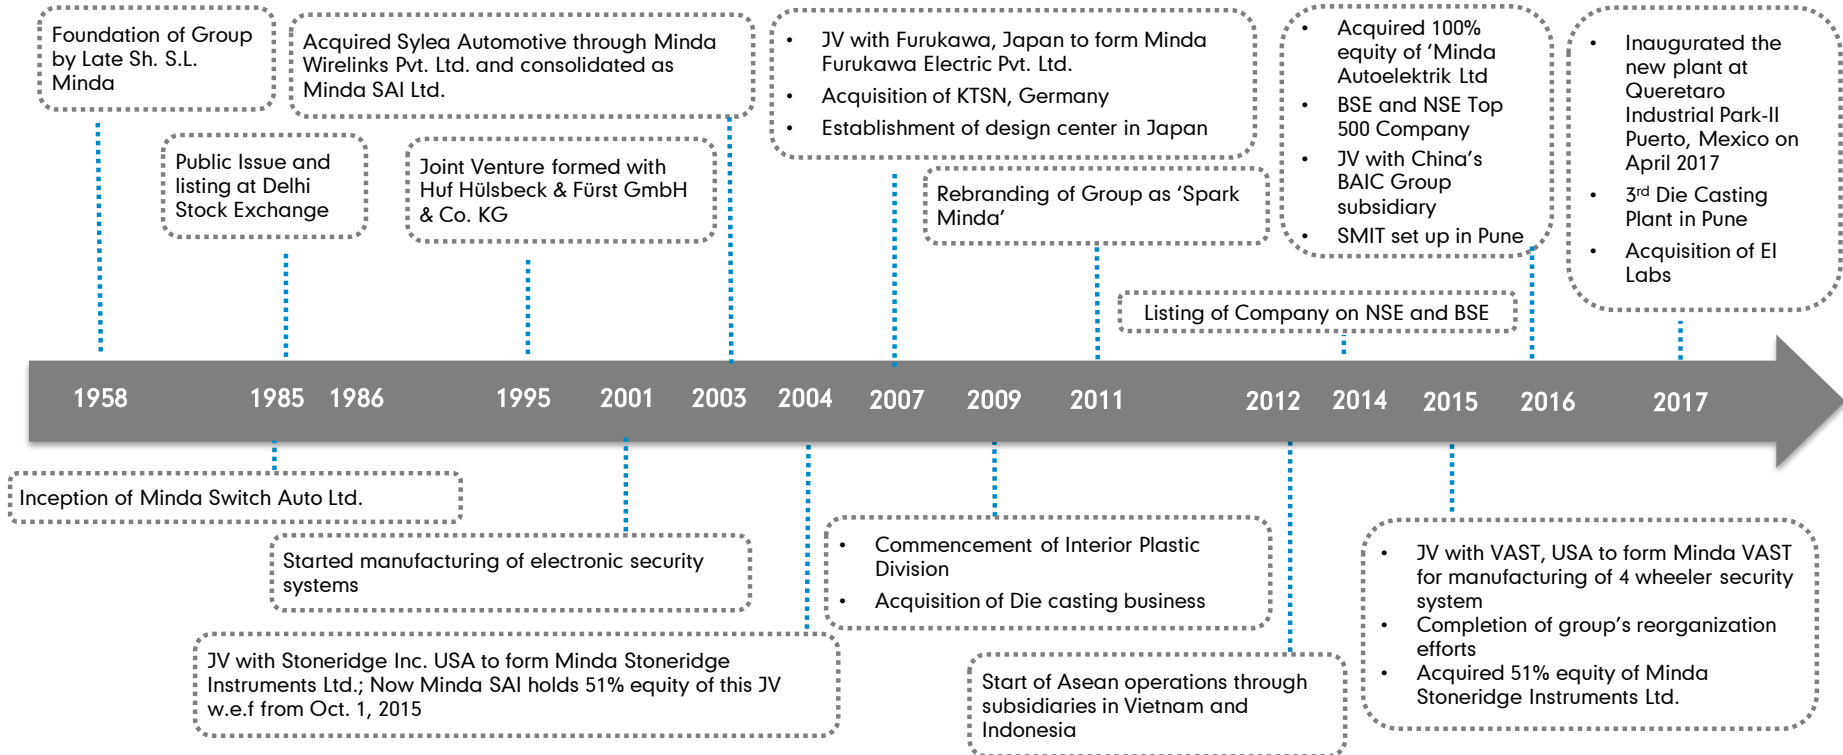 Foundation of Group
by Late Sh. S.L.
Minda
Acquired Sylea Automotive through Minda
Wirelinks Pvt. Ltd. and consolidated as
Minda SAI Ltd.
• JV with Furukawa, Japan to form Minda
Furukawa Electric Pvt. Ltd.
• Acquisition of KTSN, Germany
• Establishment of design center in Japan
• Acquired 100%
equity of ‘Minda
Autoelektrik Ltd
• BSE and NSE Top
500 Company
• JV with China’s
BAIC Group
subsidiary
• SMIT set up in Pune
• Inaugurated the
new plant at
Queretaro
Industrial Park-II
Puerto, Mexico on
April 2017
• 3rd Die Casting
Plant in Pune
• Acquisition of EI
Labs
Public Issue and
listing at Delhi
Stock Exchange
Joint Venture formed with
Huf Hülsbeck & Fürst GmbH
& Co. KG
Rebranding of Group as ‘Spark
Minda’
Listing of Company on NSE and BSE
1958 1985 1986 1995 2001 2003 2004 2007 2009 2011 2012 2014 2015 2016 2017
Inception of Minda Switch Auto Ltd.
Started manufacturing of electronic security
systems
JV with Stoneridge Inc. USA to form Minda Stoneridge
Instruments Ltd.; Now Minda SAI holds 51% equity of this JV
w.e.f from Oct. 1, 2015
• Commencement of Interior Plastic
Division
• Acquisition of Die casting business
Start of Asean operations through
subsidiaries in Vietnam and
Indonesia
• JV with VAST, USA to form Minda VAST
for manufacturing of 4 wheeler security
system
• Completion of group’s reorganization
efforts
• Acquired 51% equity of Minda
Stoneridge Instruments Ltd.